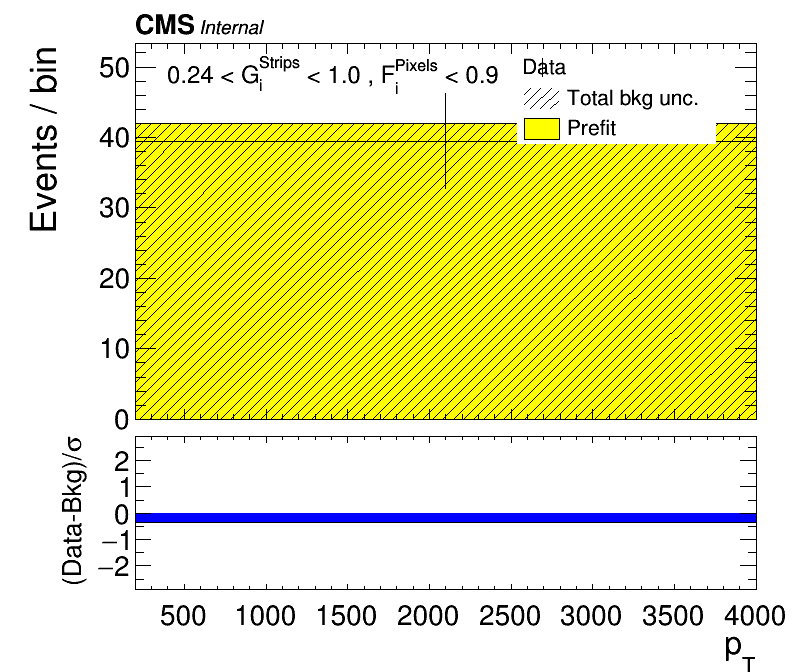 CMS Internal
0.24 < G_i^Strips < 1.0 , F_i^Pixels < 0.9
Data
Total bkg unc.
Prefit
Events / bin
50
40
30
20
10
0
(Data-Bkg)/σ
2
1
0
−1
−2
500 1000 1500 2000 2500 3000 3500 4000
p_T